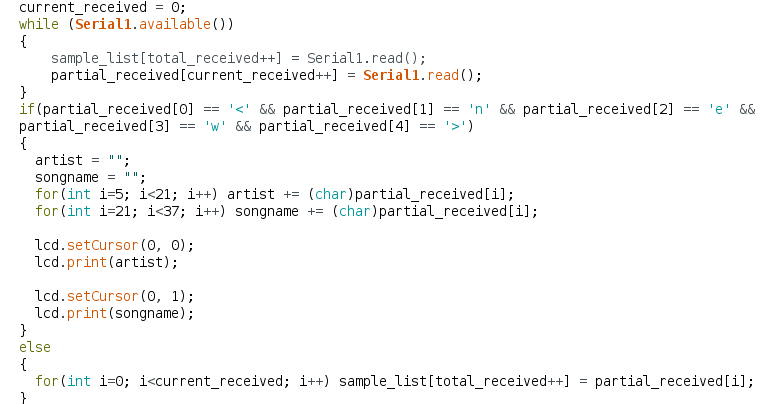 current_received = 0;
while (Serial1.available())
{
    sample_list[total_received++] = Serial1.read();
    partial_received[current_received++] = Serial1.read();
}
if(partial_received[0] == '<' && partial_received[1] == 'n' && partial_received[2] == 'e' &&
partial_received[3] == 'w' && partial_received[4] == '>')
{
  artist = "";
  songname = "";
  for(int i=5; i<21; i++) artist += (char)partial_received[i];
  for(int i=21; i<37; i++) songname += (char)partial_received[i];

  lcd.setCursor(0, 0);
  lcd.print(artist);

  lcd.setCursor(0, 1);
  lcd.print(songname);
}
else
{
  for(int i=0; i<current_received; i++) sample_list[total_received++] = partial_received[i];
}